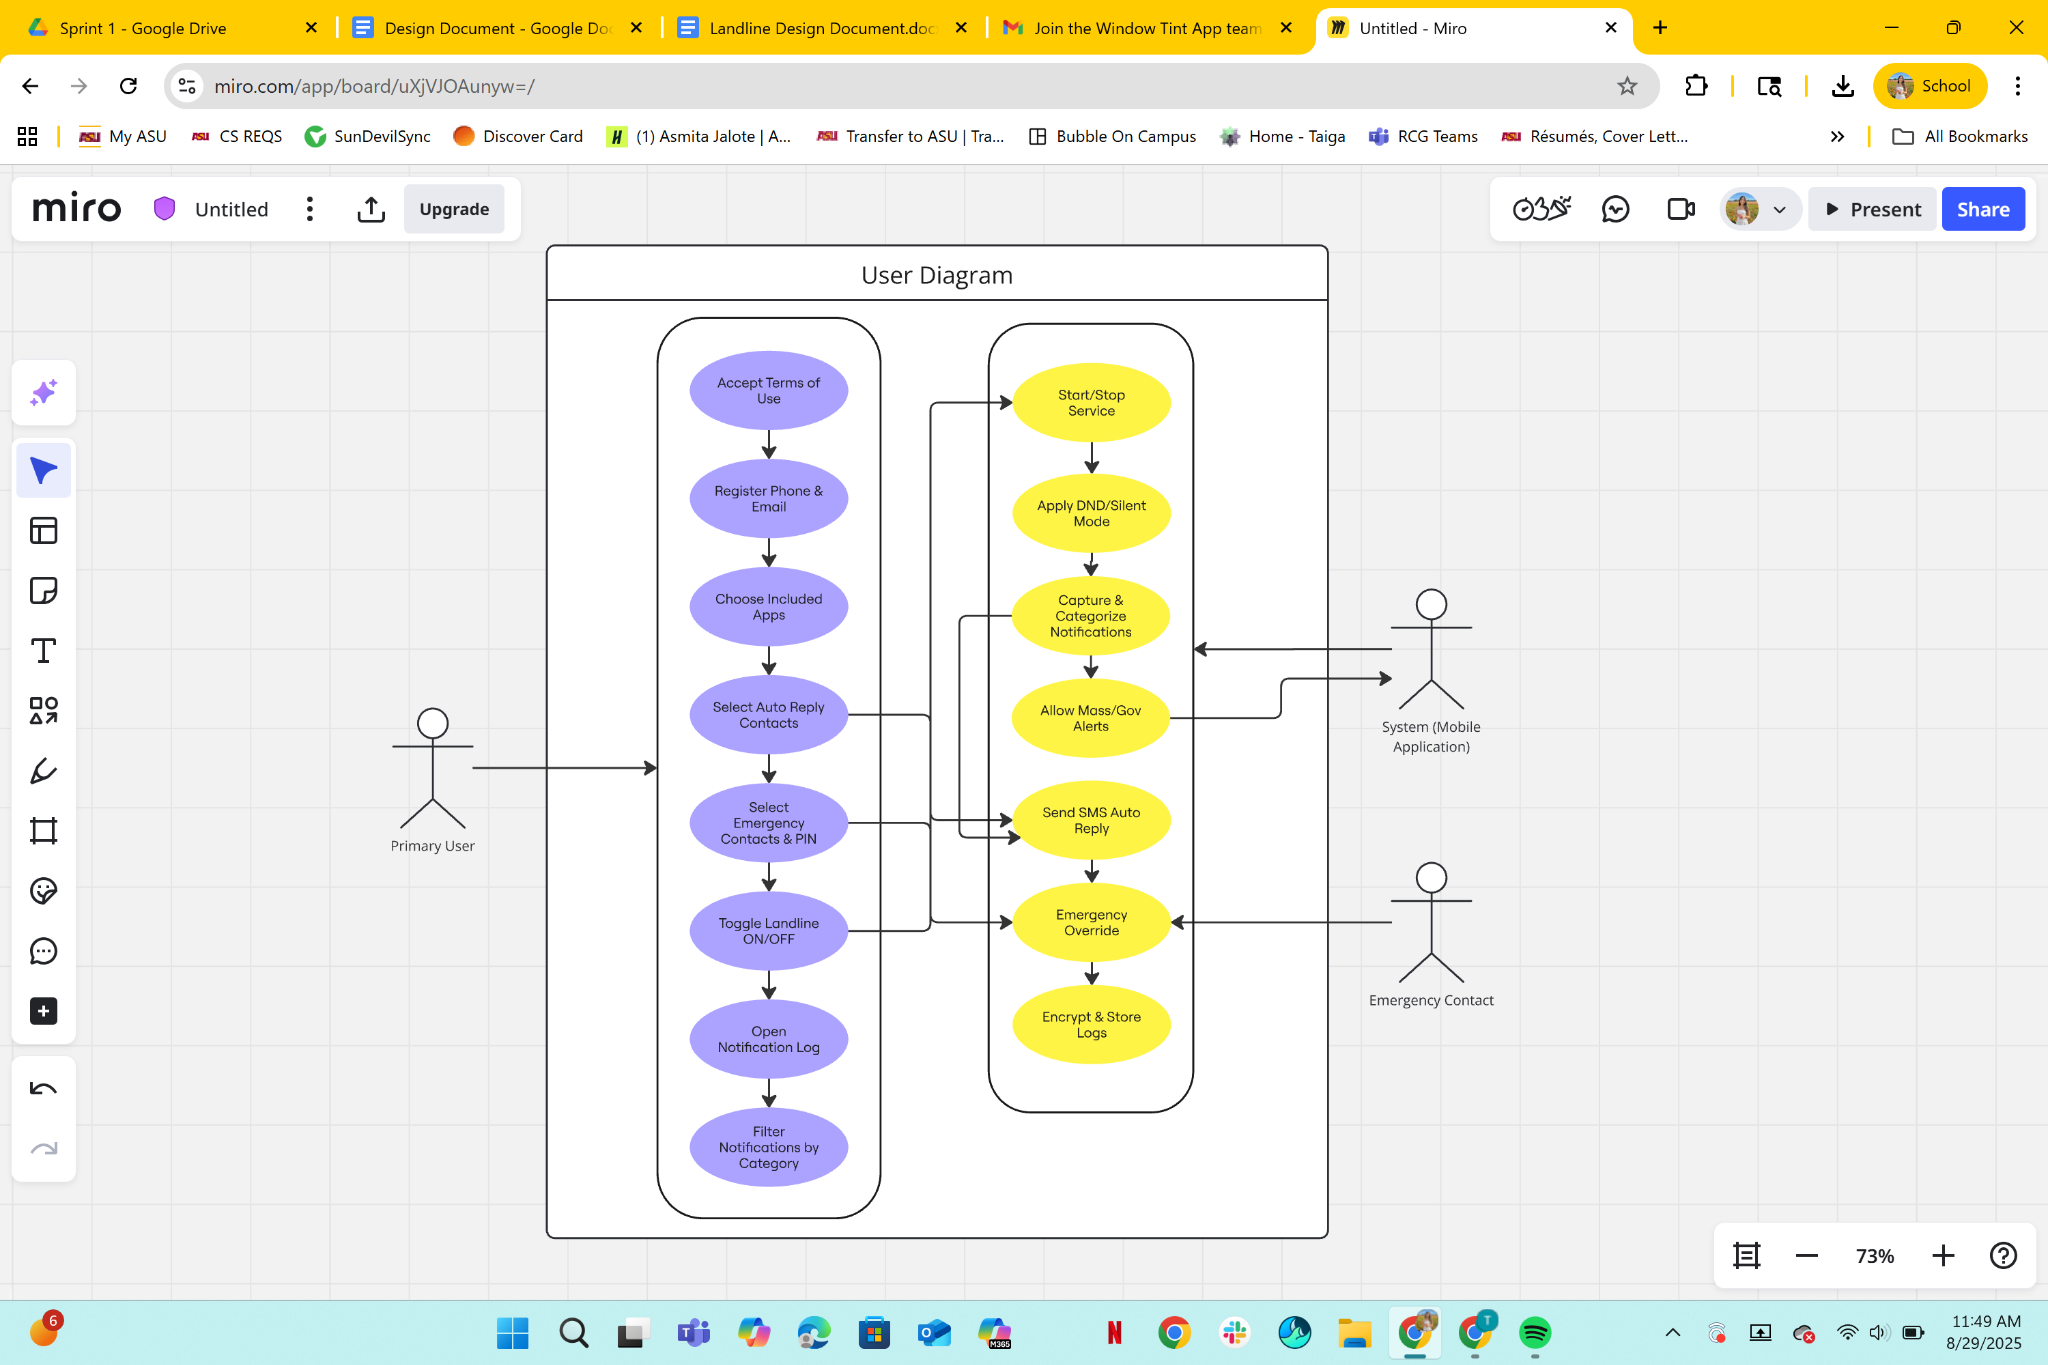 Sprint 1 - Google Drive
Design Document - Google Doc
Landline Design Document.doc
Join the Window Tint App team
Untitled - Miro
miro.com/app/board/uXjVJOAunyw=/
School
My ASU
CS REQS
SunDevilSync
Discover Card
(1) Asmita Jalote | A...
Transfer to ASU | Tra...
Bubble On Campus
Home - Taiga
RCG Teams
Résumés, Cover Lett...
All Bookmarks
miro
Untitled
Upgrade
Present
Share
User Diagram
Accept Terms of
Use
Register Phone &
Email
Choose Included
Apps
Select Auto Reply
Contacts
Select
Emergency
Contacts & PIN
Toggle Landline
ON/OFF
Open
Notification Log
Filter
Notifications by
Category
Start/Stop
Service
Apply DND/Silent
Mode
Capture &
Categorize
Notifications
Allow Mass/Gov
Alerts
Send SMS Auto
Reply
Emergency
Override
Encrypt & Store
Logs
Primary User
System (Mobile
Application)
Emergency Contact
73%
6
M365
N
T
11:49 AM
8/29/2025